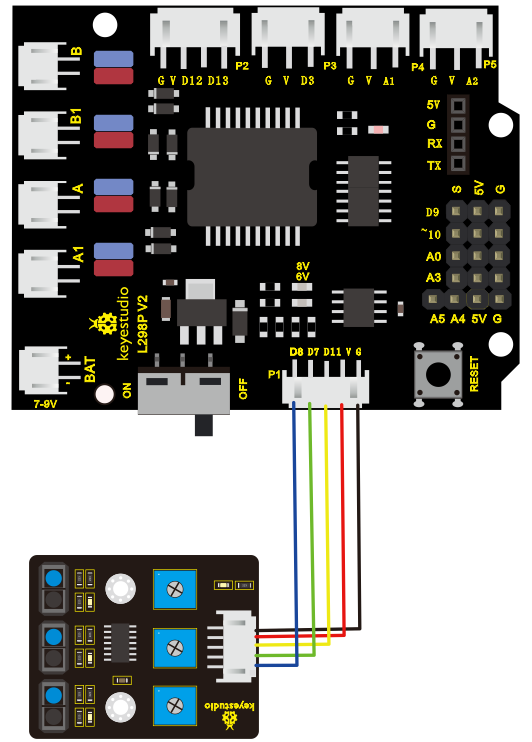 P2
P3
P4
P5
G V D12 D13
G V D3
G V A1
G V A2
B
B1
A
A1
5V
G
RX
TX
S 5V G
D9
~10
A0
A3
A5 A4 5V G
8V
6V
keyestudio
L298P V2
BAT
+
-
7-9V
ON
OFF
P1
D8 D7 D11 V G
RESET
keyestudio